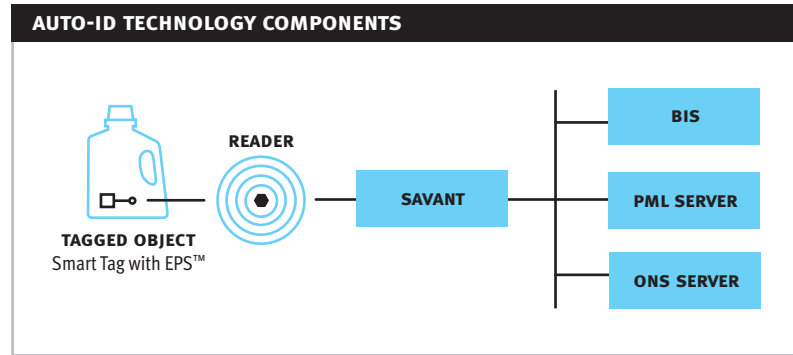 AUTO-ID TECHNOLOGY COMPONENTS
READER
BIS
SAVANT
PML SERVER
TAGGED OBJECT
Smart Tag with EPS™
ONS SERVER